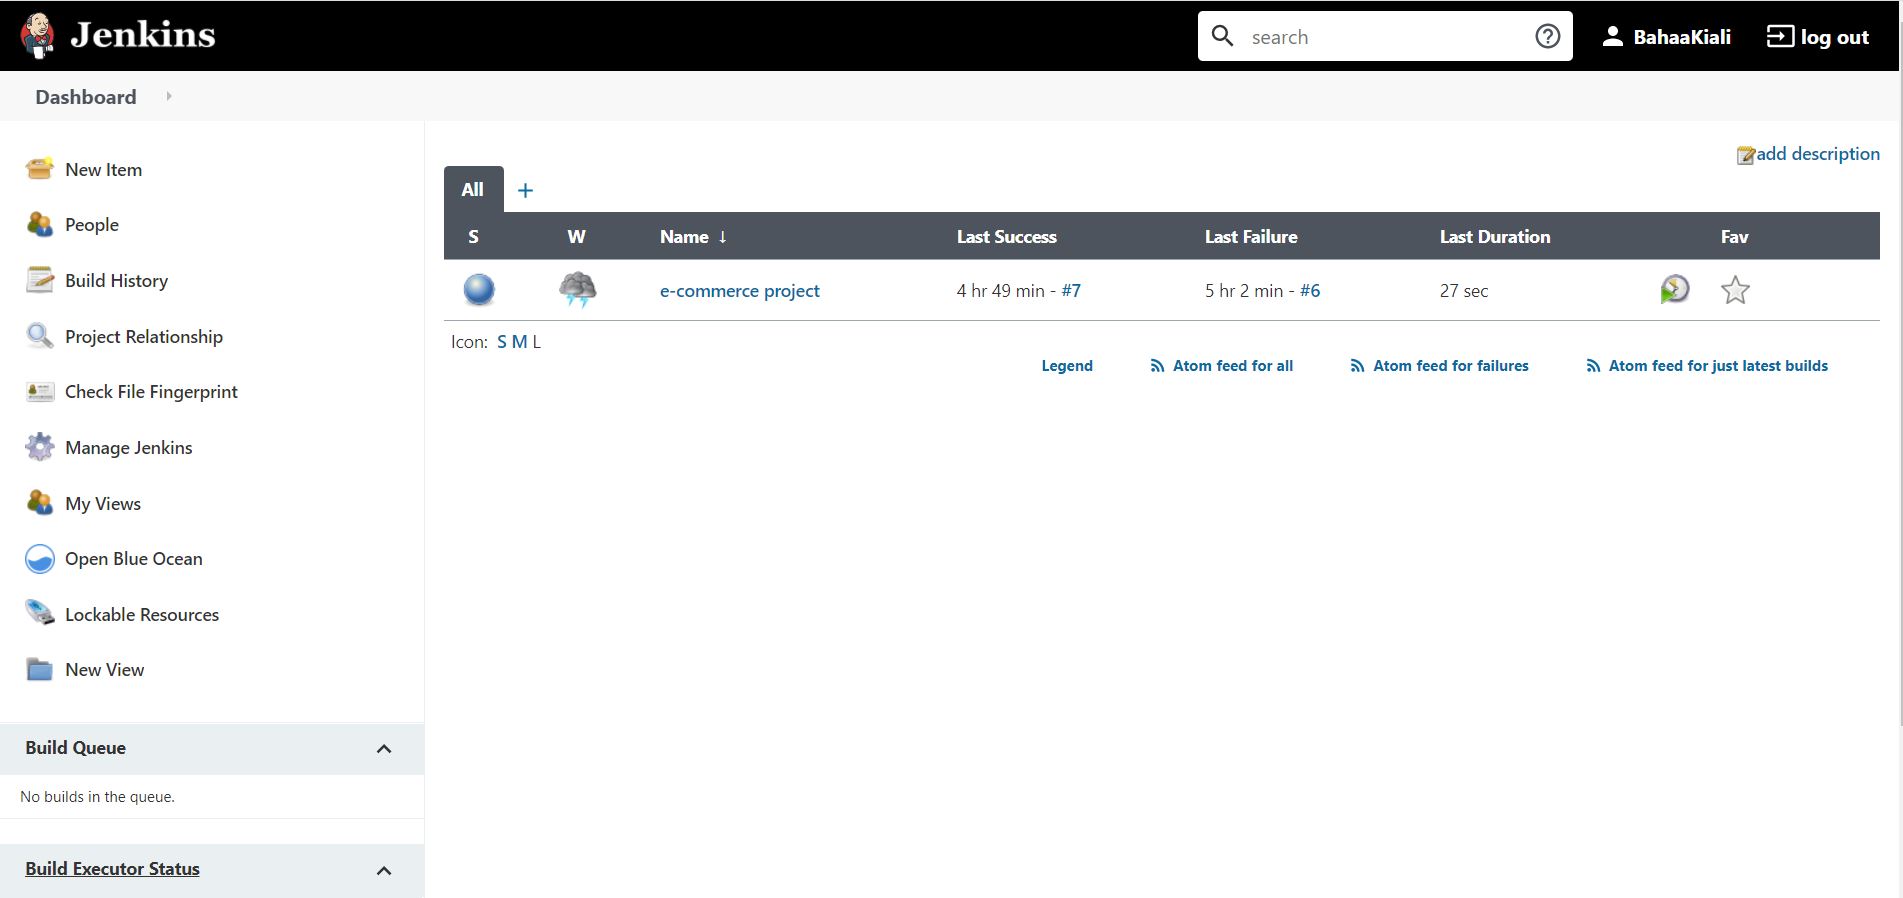 Jenkins
search
BahaaKiali
log out
Dashboard
New Item
People
Build History
Project Relationship
Check File Fingerprint
Manage Jenkins
My Views
Open Blue Ocean
Lockable Resources
New View
Build Queue
No builds in the queue.
Build Executor Status
add description
All +
S W Name ↓ Last Success Last Failure Last Duration Fav
e-commerce project 4 hr 49 min - #7 5 hr 2 min - #6 27 sec
Icon: S M L
Legend Atom feed for all Atom feed for failures Atom feed for just latest builds